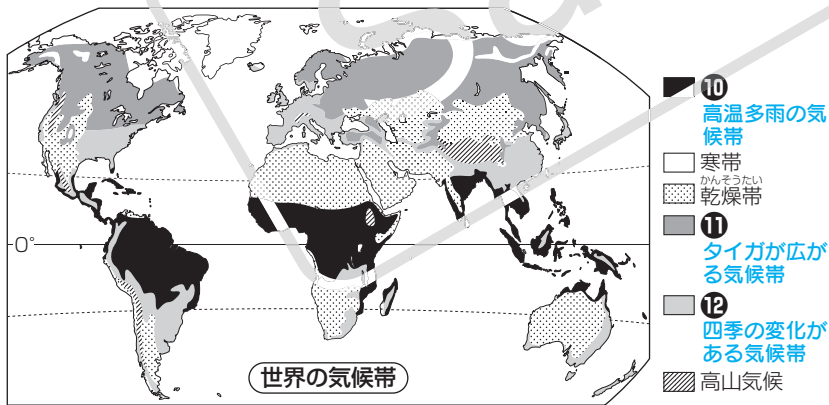 0°
世界の気候帯
10
高温多雨の気
候帯
寒帯
かんそうたい
乾燥帯
11
タイガが広が
る気候帯
12
四季の変化が
ある気候帯
高山気候